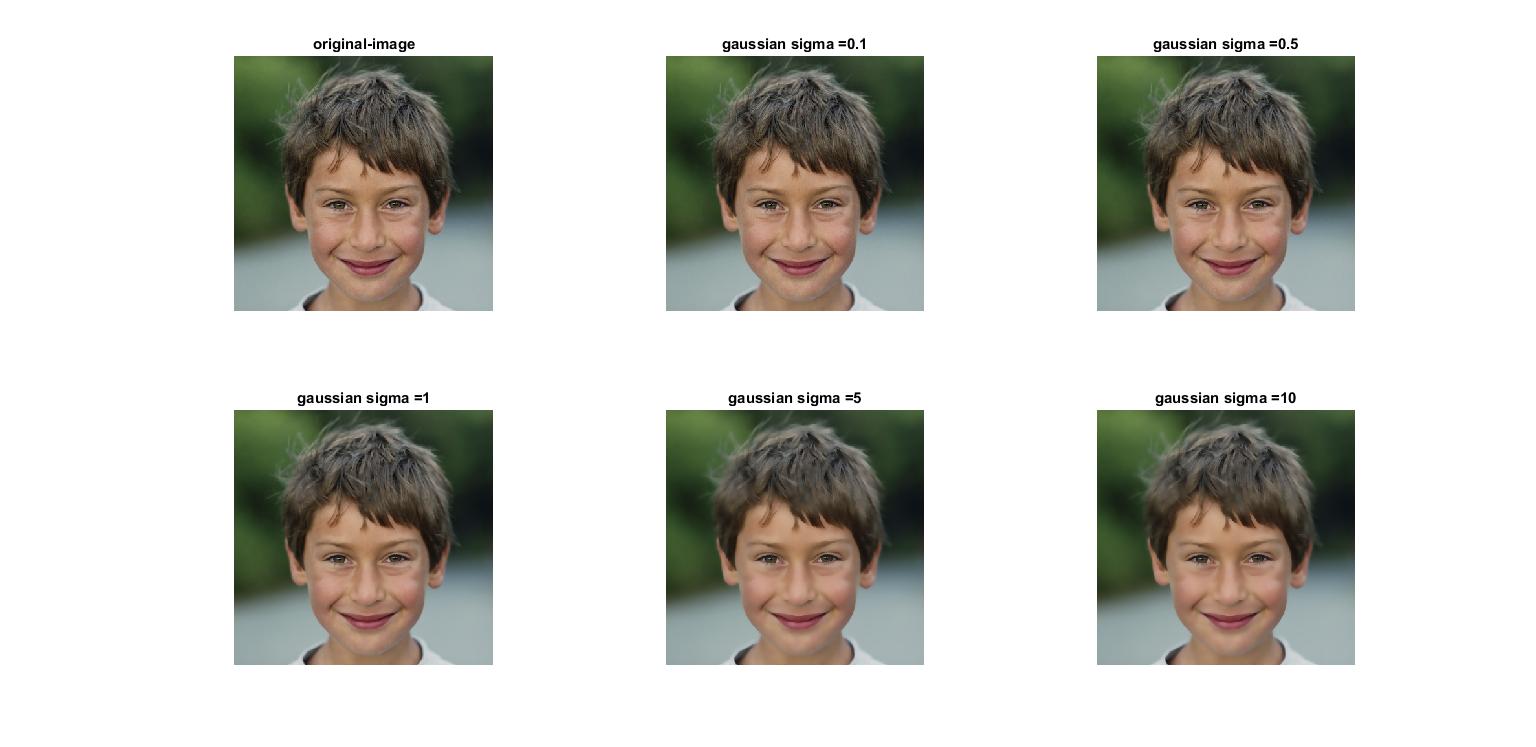 original-image
gaussian sigma =0.1
gaussian sigma =0.5
gaussian sigma =1
gaussian sigma =5
gaussian sigma =10